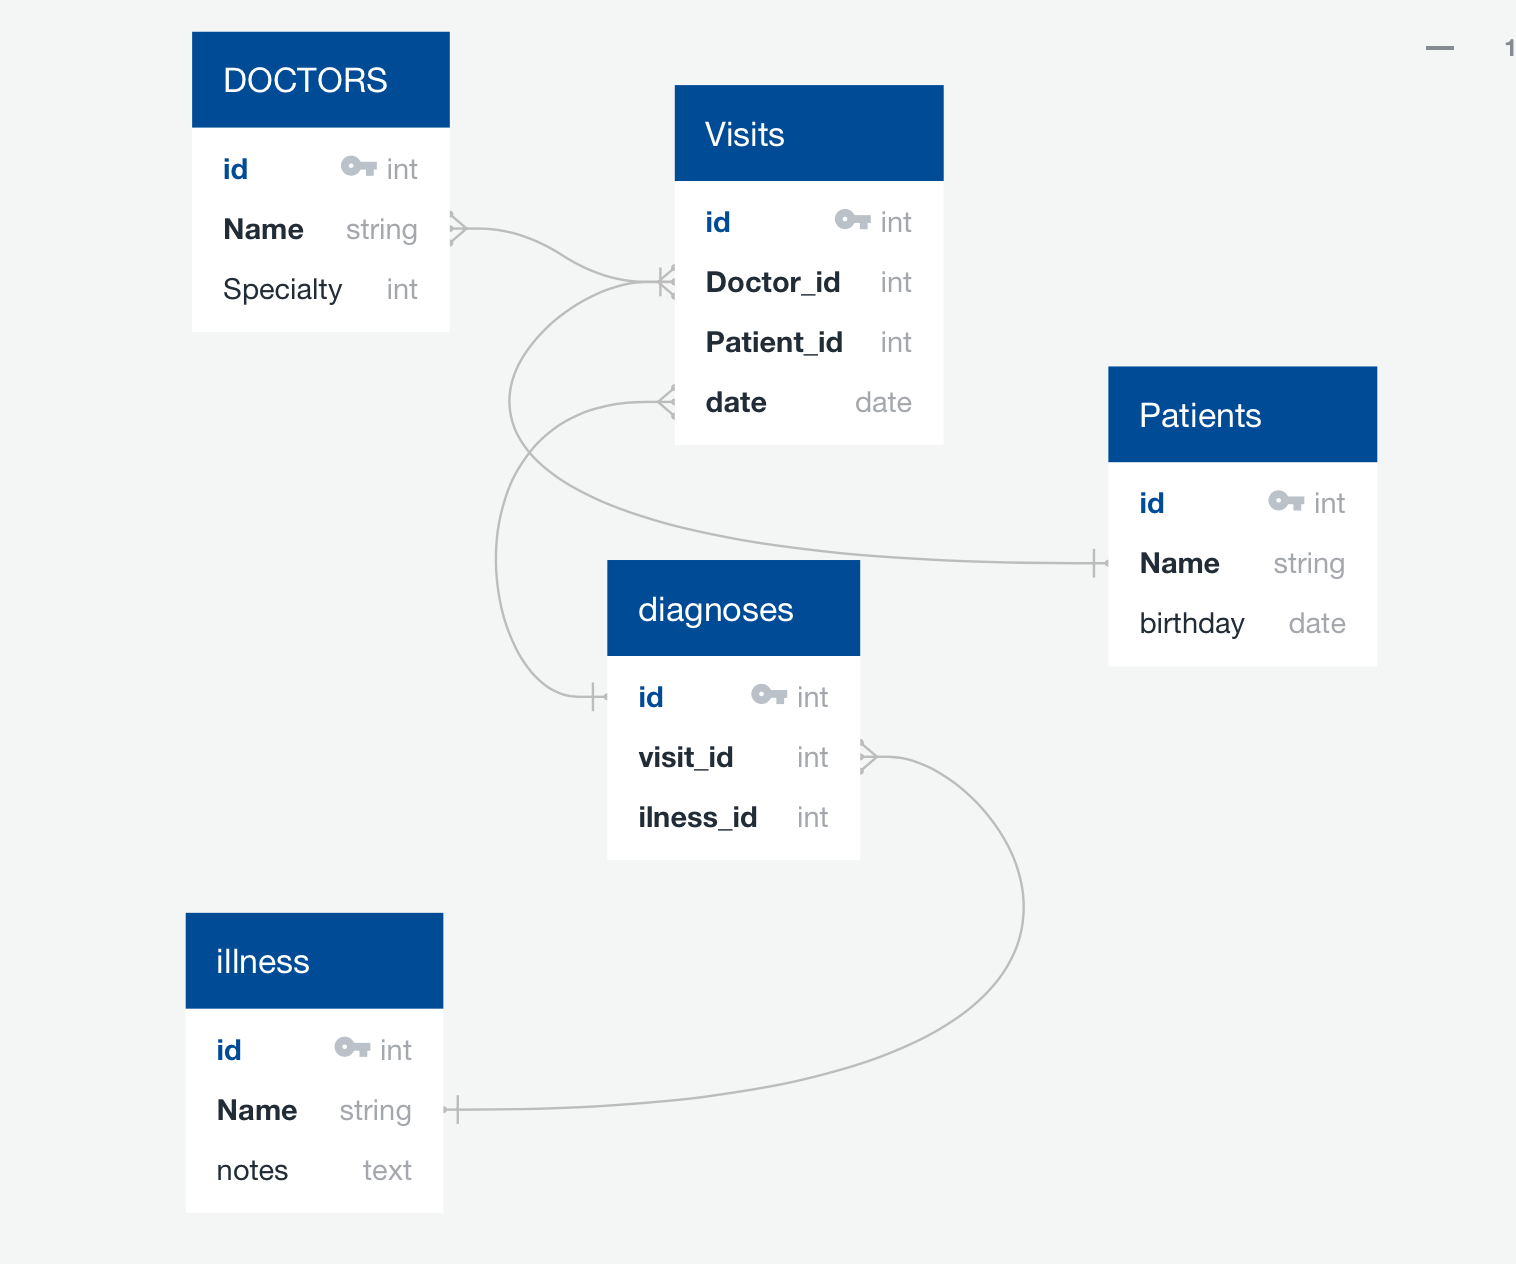 1
DOCTORS
id int
Name string
Specialty int
Visits
id int
Doctor_id int
Patient_id int
date date
Patients
id int
Name string
birthday date
diagnoses
id int
visit_id int
ilness_id int
illness
id int
Name string
notes text